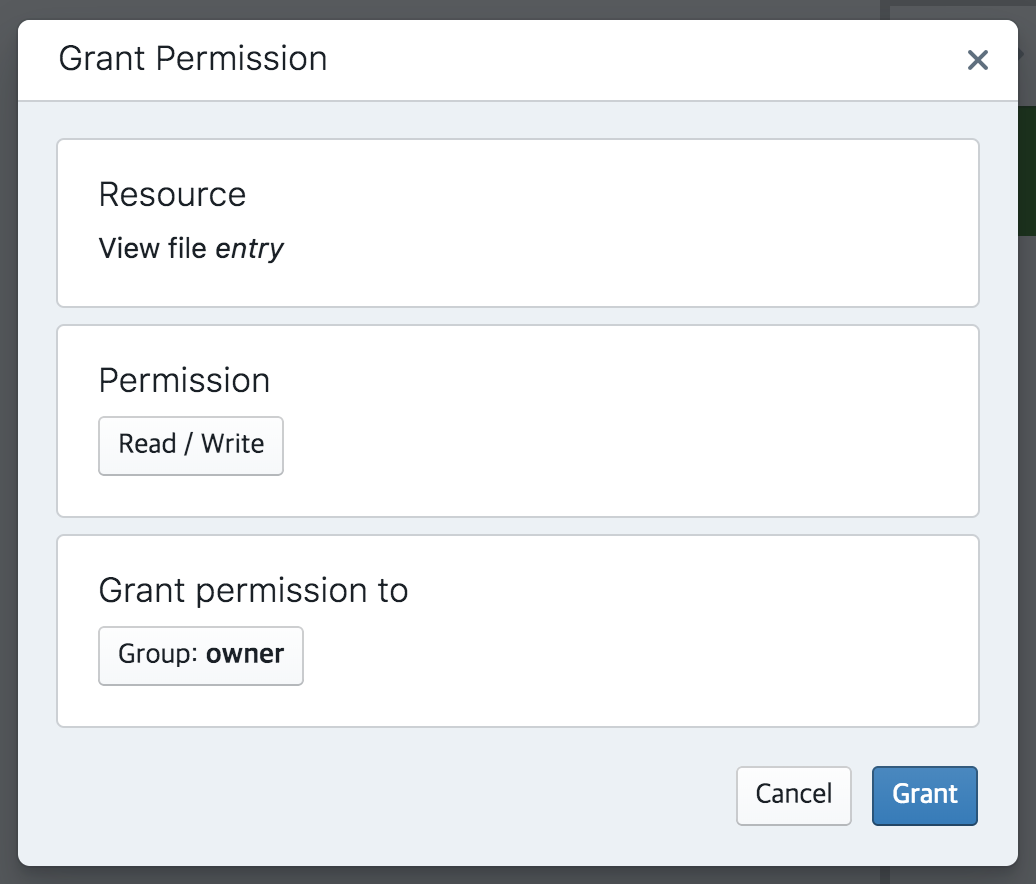 Grant Permission
Resource
View file entry
Permission
Read / Write
Grant permission to
Group: owner
Cancel
Grant